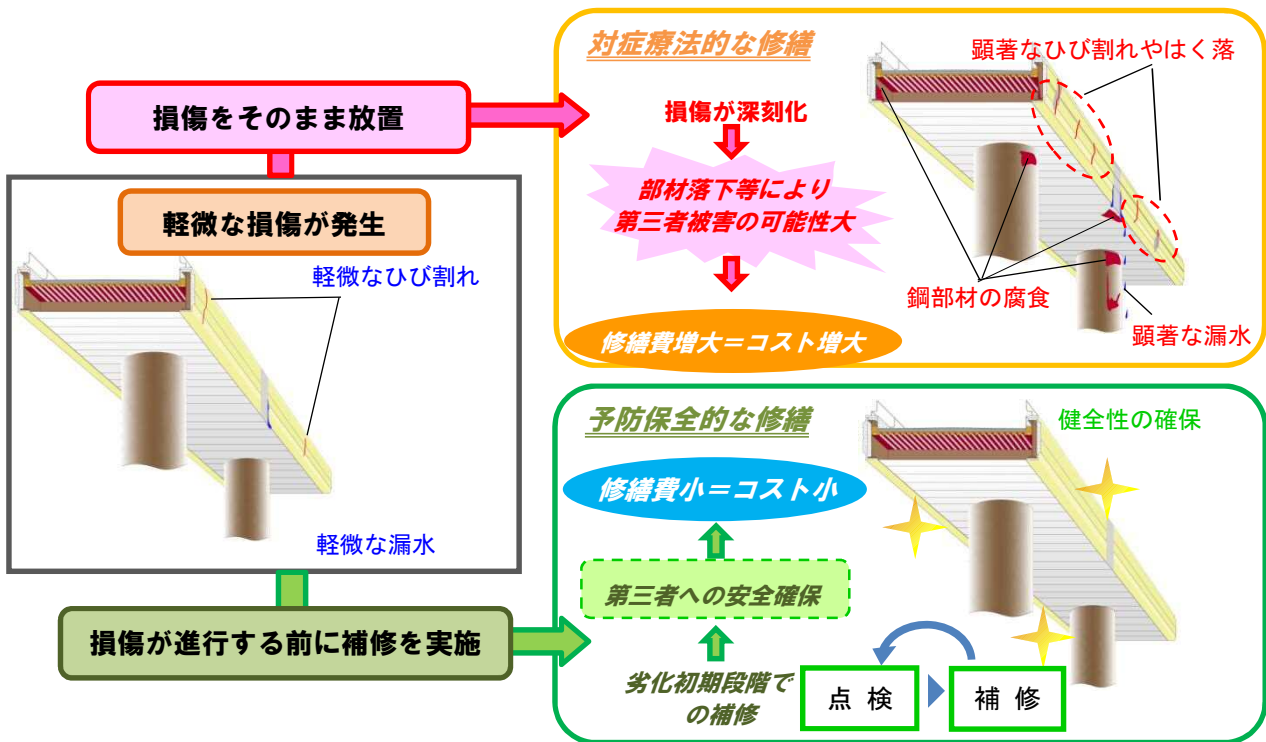 損傷をそのまま放置
軽微な損傷が発生
軽微なひび割れ
軽微な漏水
損傷が進行する前に補修を実施
対症療法的な修繕
損傷が深刻化
部材落下等により
第三者被害の可能性大
修繕費増大＝コスト増大
顕著なひび割れやはく落
鋼部材の腐食
顕著な漏水
予防保全的な修繕
修繕費小＝コスト小
第三者への安全確保
劣化初期段階で
の補修
健全性の確保
点 検
補 修